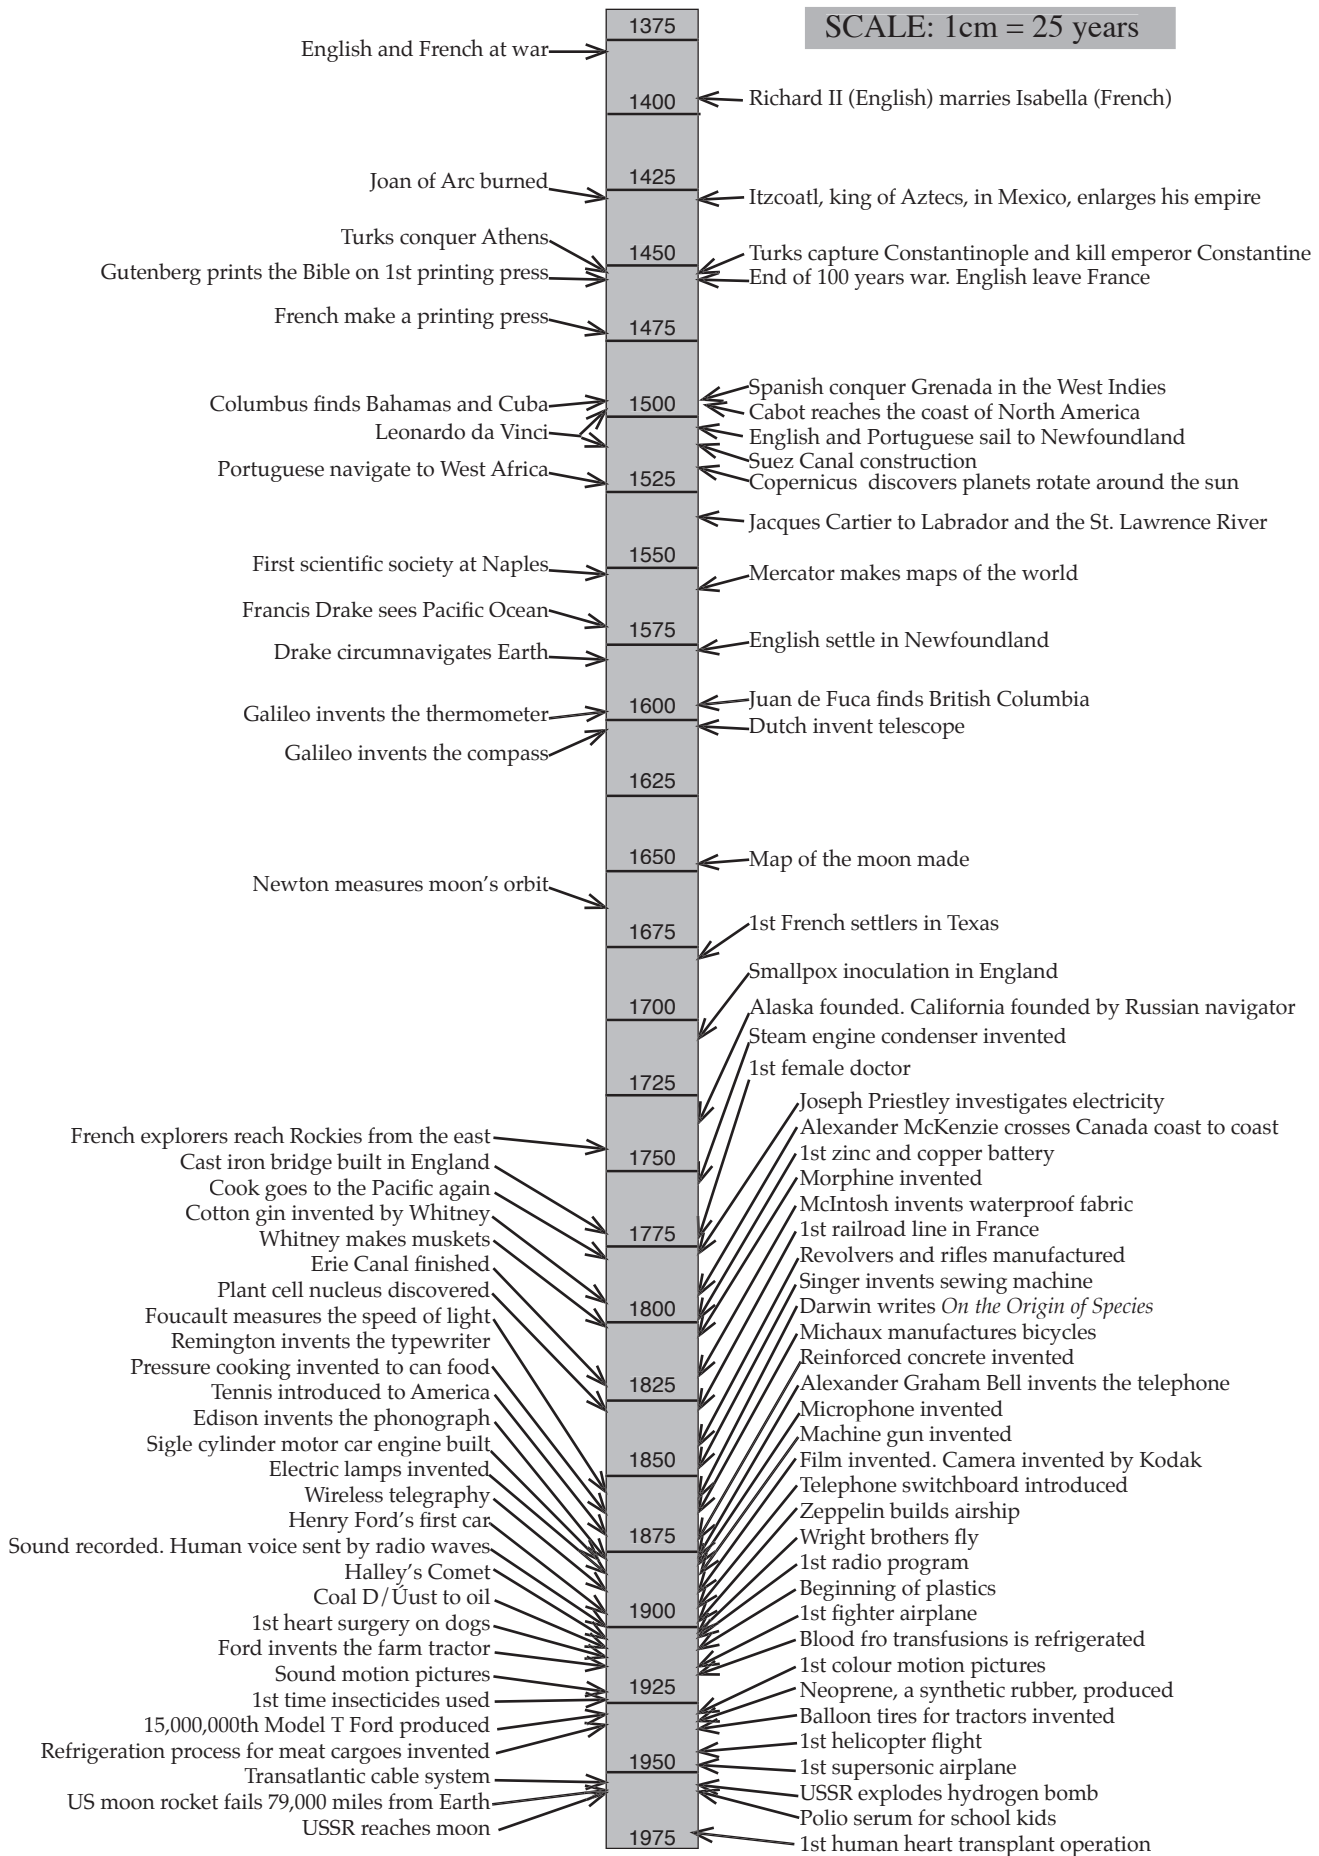 SCALE: 1cm = 25 years
1375
English and French at war
1400
Richard II (English) marries Isabella (French)
1425
Joan of Arc burned
Itzcoatl, king of Aztecs, in Mexico, enlarges his empire
Turks conquer Athens
1450
Turks capture Constantinople and kill emperor Constantine
Gutenberg prints the Bible on 1st printing press
End of 100 years war. English leave France
French make a printing press
1475
Spanish conquer Grenada in the West Indies
Columbus finds Bahamas and Cuba
1500
Cabot reaches the coast of North America
Leonardo da Vinci
English and Portuguese sail to Newfoundland
Suez Canal construction
Portuguese navigate to West Africa
1525
Copernicus discovers planets rotate around the sun
Jacques Cartier to Labrador and the St. Lawrence River
1550
First scientific society at Naples
Mercator makes maps of the world
Francis Drake sees Pacific Ocean
1575
English settle in Newfoundland
Drake circumnavigates Earth
Juan de Fuca finds British Columbia
1600
Galileo invents the thermometer
Dutch invent telescope
Galileo invents the compass
1625
1650
Map of the moon made
Newton measures moon's orbit
1675
1st French settlers in Texas
Smallpox inoculation in England
1700
Alaska founded. California founded by Russian navigator
Steam engine condenser invented
1st female doctor
1725
Joseph Priestley investigates electricity
Alexander McKenzie crosses Canada coast to coast
French explorers reach Rockies from the east
1750
1st zinc and copper battery
Cast iron bridge built in England
Morphine invented
Cook goes to the Pacific again
McIntosh invents waterproof fabric
Cotton gin invented by Whitney
1775
1st railroad line in France
Whitney makes muskets
Revolvers and rifles manufactured
Erie Canal finished
Singer invents sewing machine
Plant cell nucleus discovered
1800
Darwin writes On the Origin of Species
Foucault measures the speed of light
Michaux manufactures bicycles
Remington invents the typewriter
Reinforced concrete invented
Pressure cooking invented to can food
1825
Alexander Graham Bell invents the telephone
Tennis introduced to America
Microphone invented
Edison invents the phonograph
Machine gun invented
Sigle cylinder motor car engine built
1850
Film invented. Camera invented by Kodak
Electric lamps invented
Telephone switchboard introduced
Wireless telegraphy
Zeppelin builds airship
Henry Ford's first car
1875
Wright brothers fly
Sound recorded. Human voice sent by radio waves
1st radio program
Halley's Comet
Beginning of plastics
Coal D/Úust to oil
1900
1st fighter airplane
1st heart surgery on dogs
Blood fro transfusions is refrigerated
Ford invents the farm tractor
1st colour motion pictures
Sound motion pictures
1925
Neoprene, a synthetic rubber, produced
1st time insecticides used
Balloon tires for tractors invented
15,000,000th Model T Ford produced
1st helicopter flight
Refrigeration process for meat cargoes invented
1950
1st supersonic airplane
Transatlantic cable system
USSR explodes hydrogen bomb
US moon rocket fails 79,000 miles from Earth
Polio serum for school kids
USSR reaches moon
1975
1st human heart transplant operation